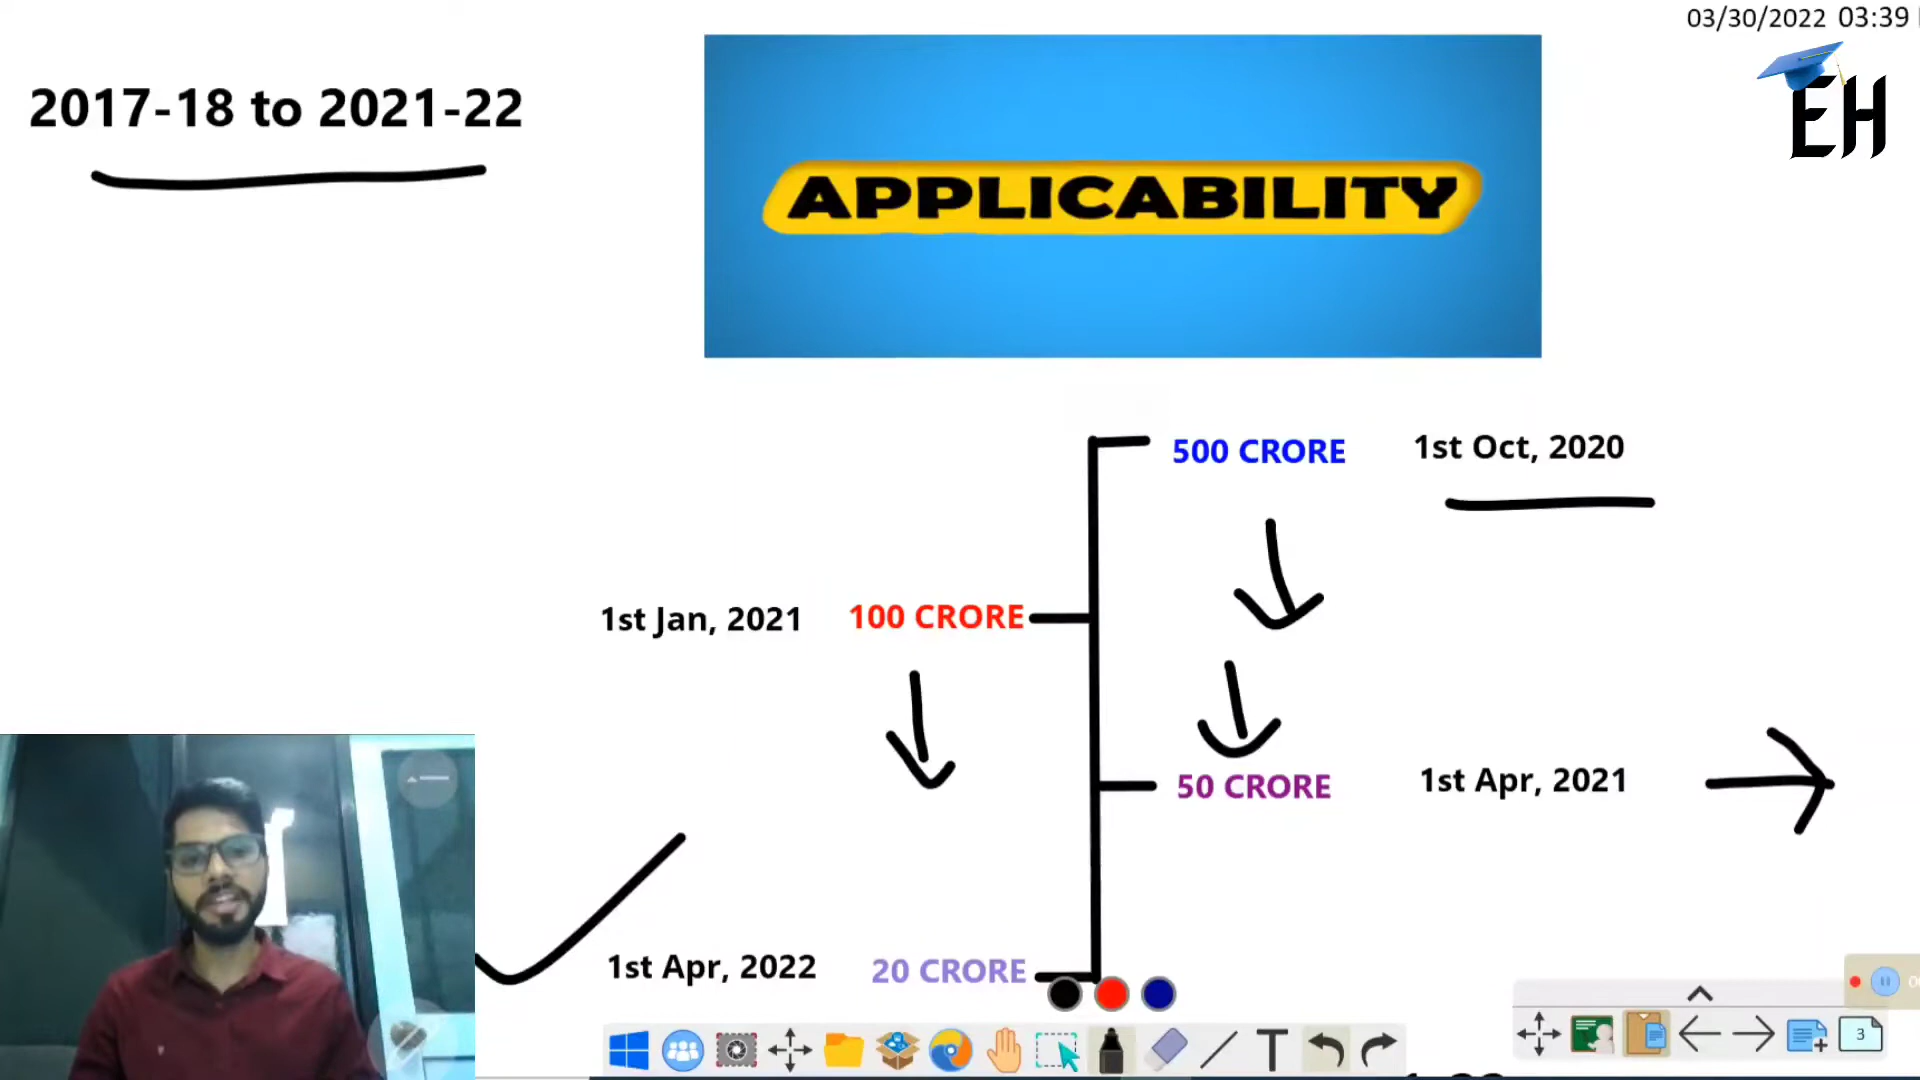 03/30/2022 03:39
EH
2017-18 to 2021-22
APPLICABILITY
500 CRORE 1st Oct, 2020
1st Jan, 2021 100 CRORE
50 CRORE 1st Apr, 2021
1st Apr, 2022 20 CRORE
3